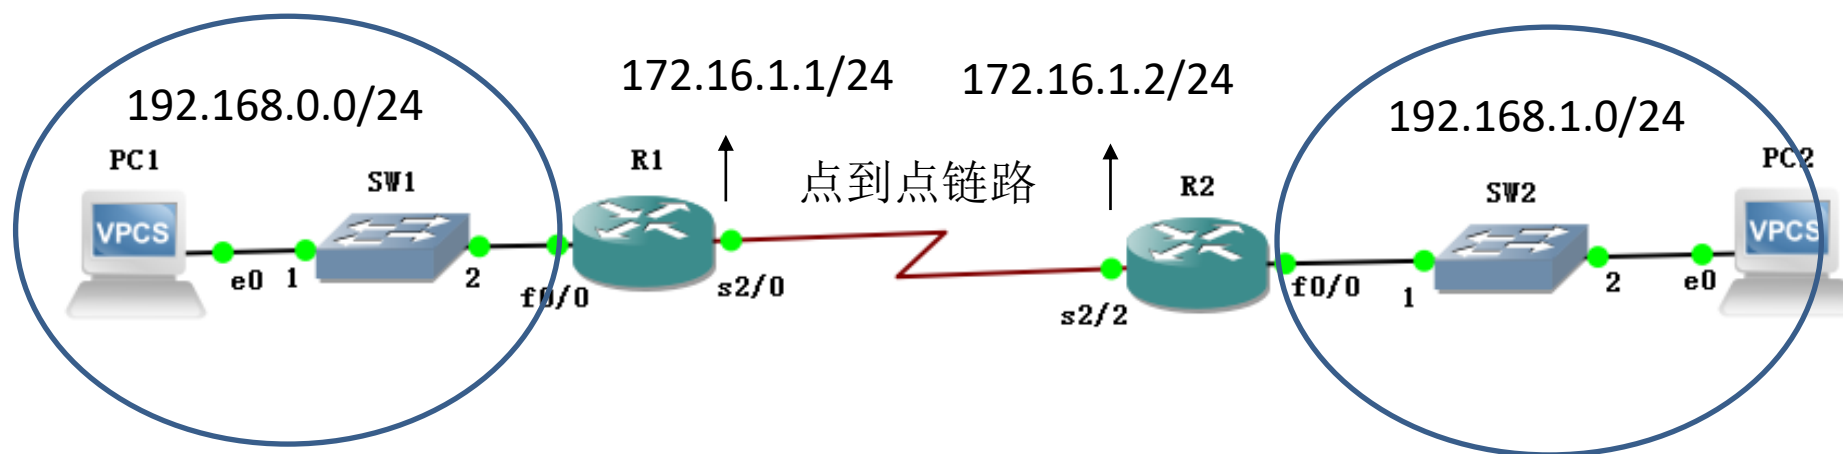 172.16.1.1/24 172.16.1.2/24
192.168.0.0/24 192.168.1.0/24
PC1 R1 点到点链路 PC2
SW1 R2 SW2
VPCS VPCS
e0 1 2 f0/0 s2/0 s2/2 f0/0 1 2 e0